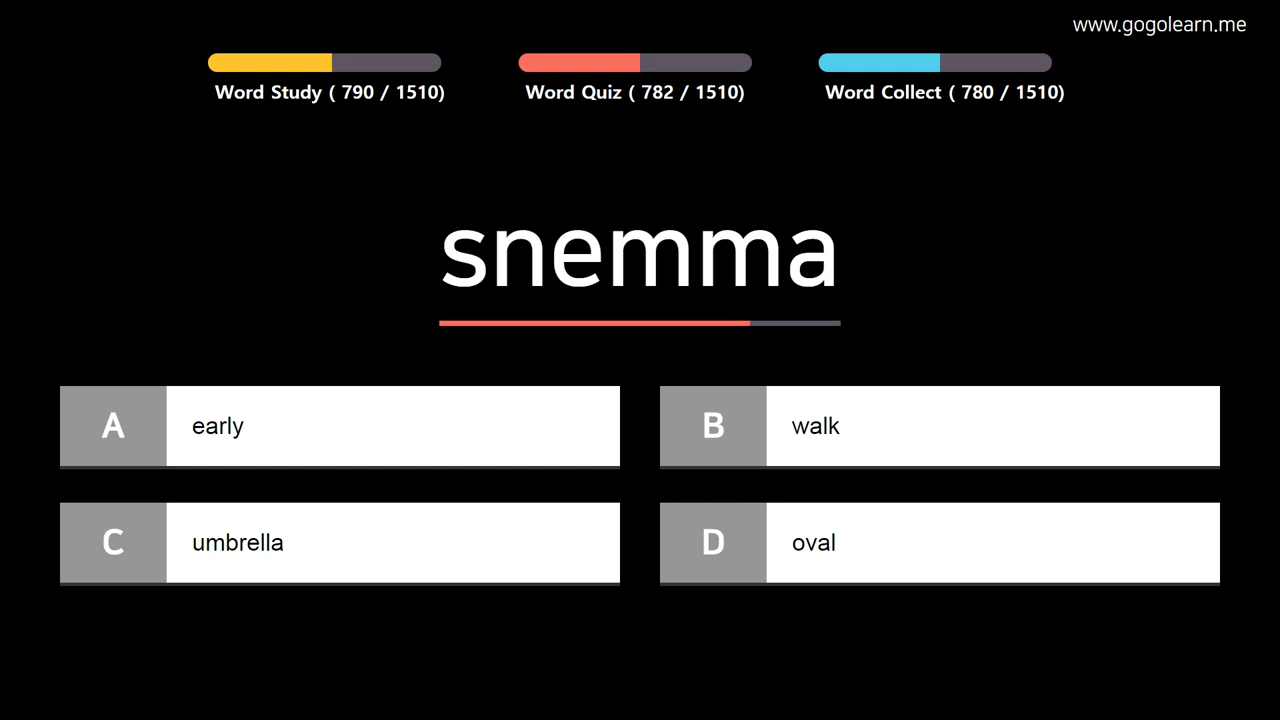 www.gogolearn.me
Word Study ( 790 / 1510)
Word Quiz ( 782 / 1510)
Word Collect ( 780 / 1510)
snemma
A early
B walk
C umbrella
D oval